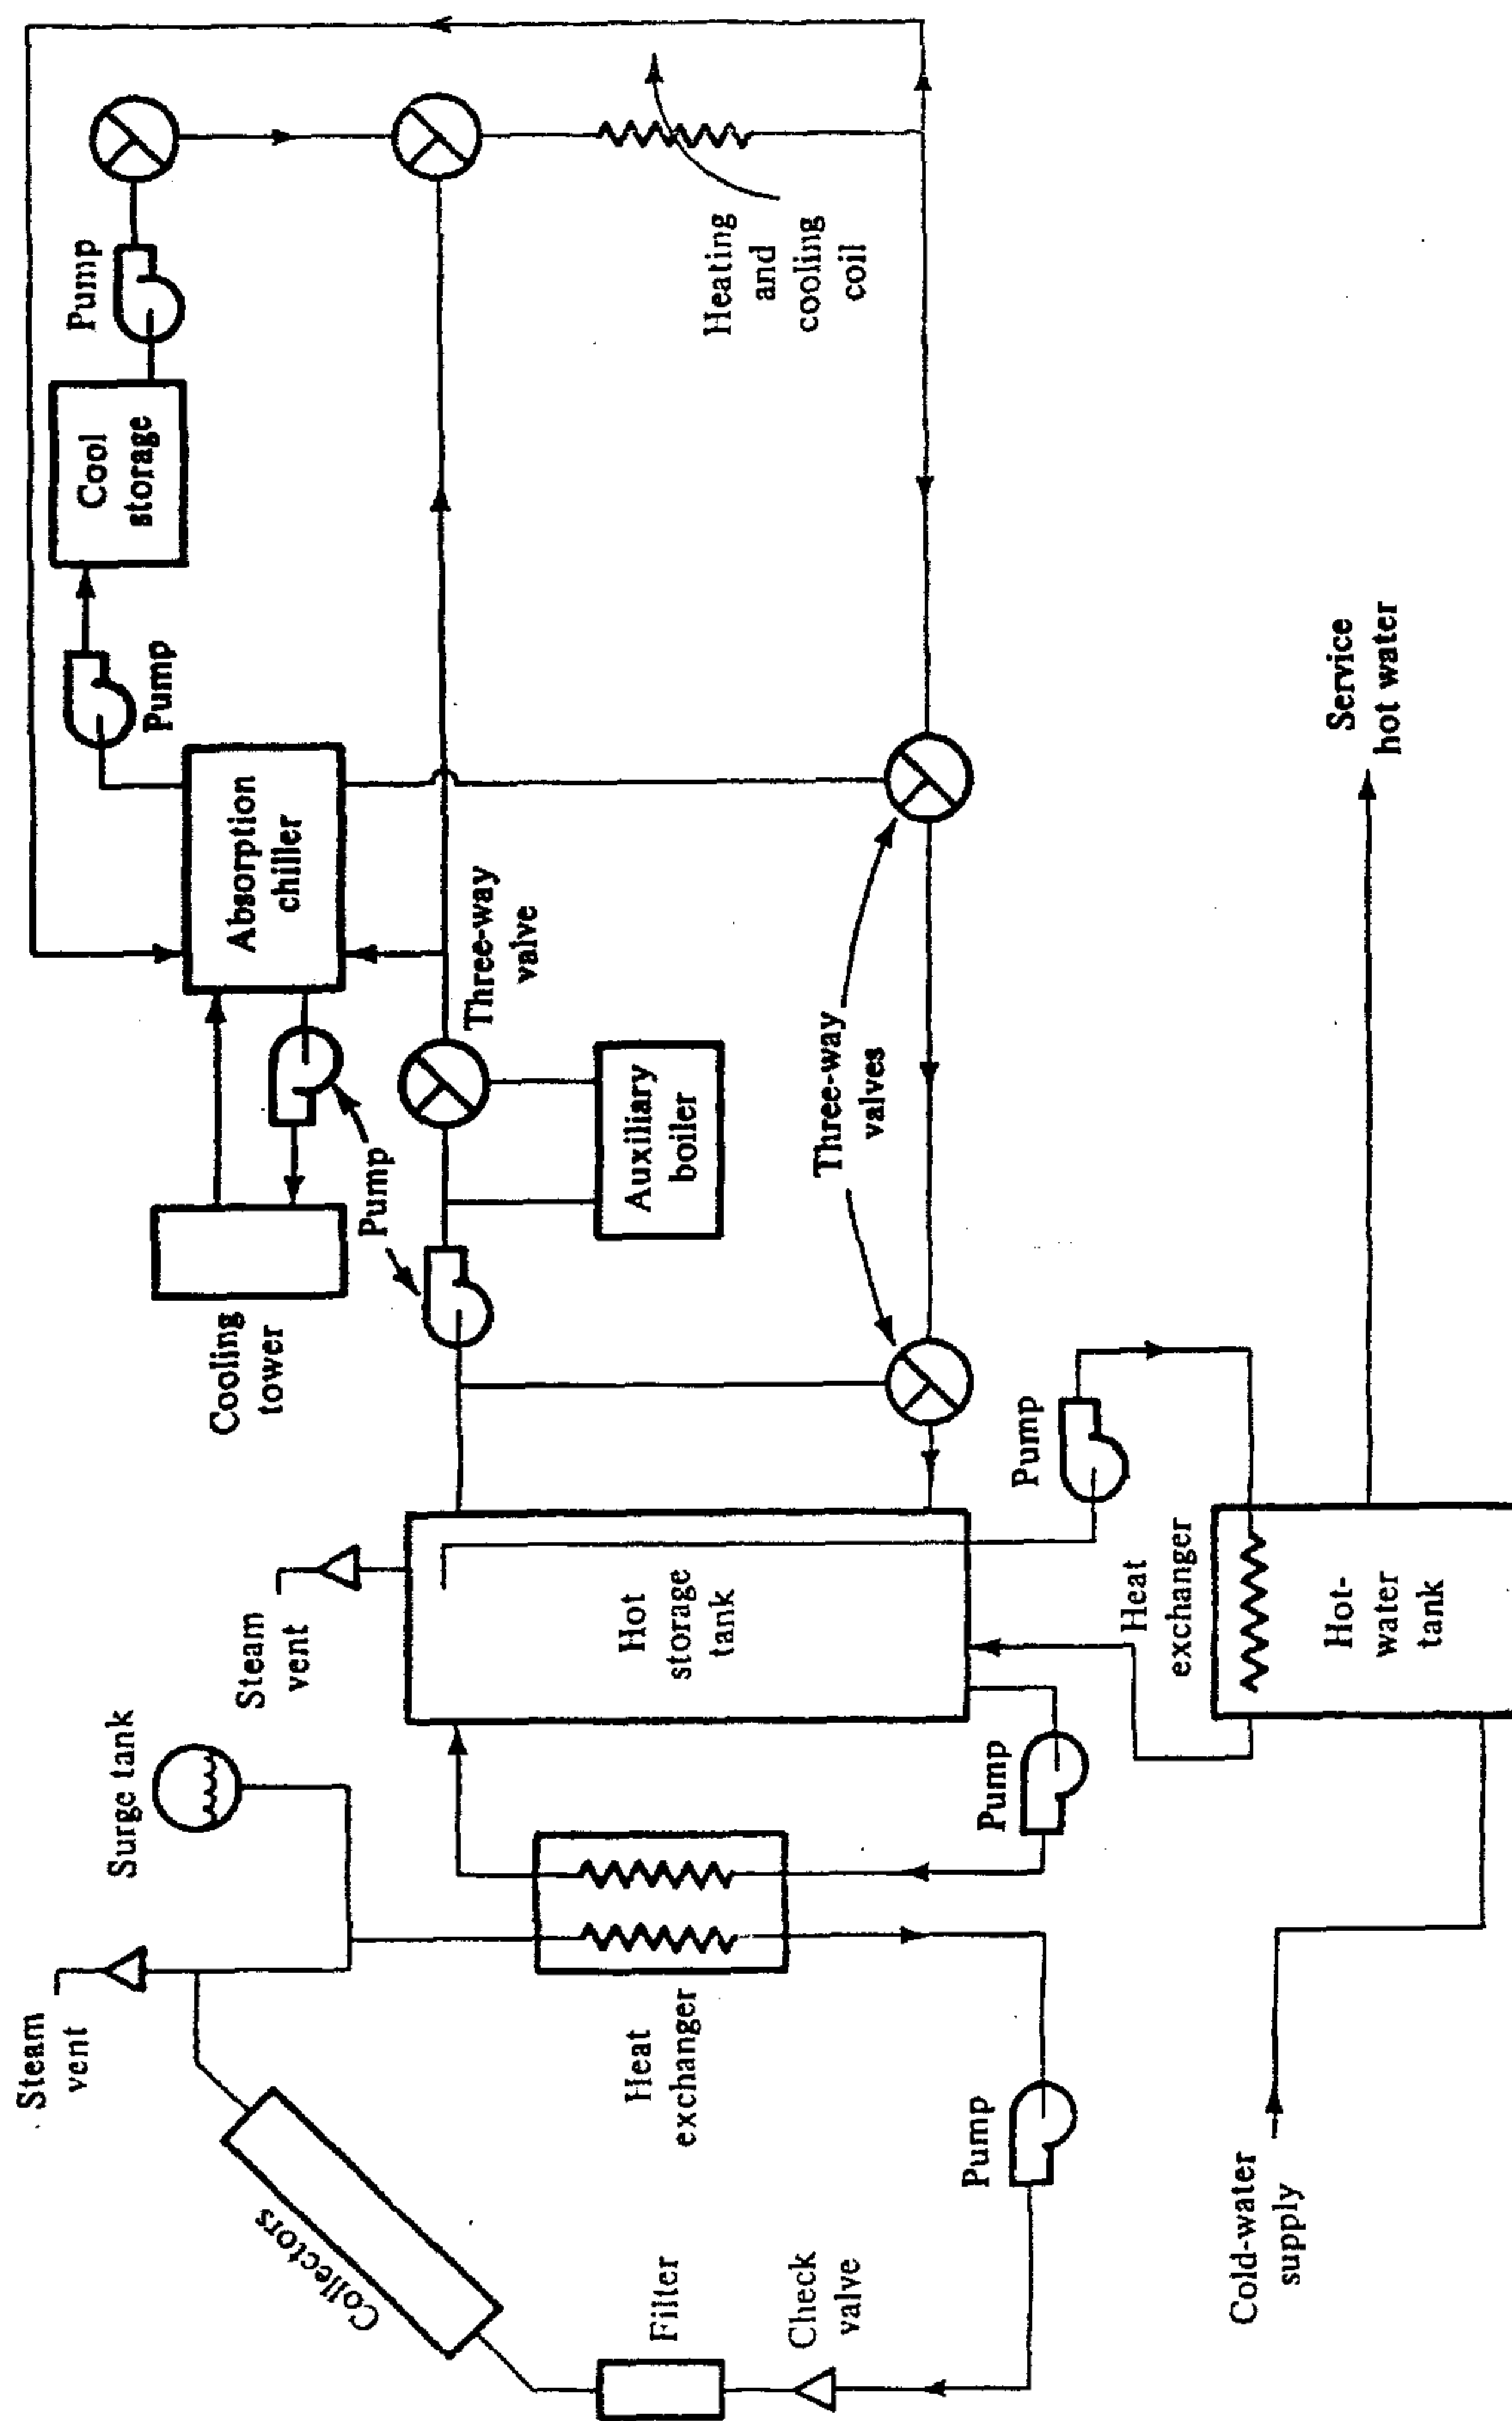 Steam
vent
Surge tank
Steam
vent
Cooling
tower
Pump
Absorption
chiller
Pump
Cool
storage
Pump
Three-way
valve
Auxiliary
boiler
Heating
and
cooling
coil
Three-way
valves
Collectors
Heat
exchanger
Hot
storage
tank
Filter
Check
valve
Pump
Pump
Pump
Heat
exchanger
Hot-
water
tank
Cold-water
supply
Service
hot water